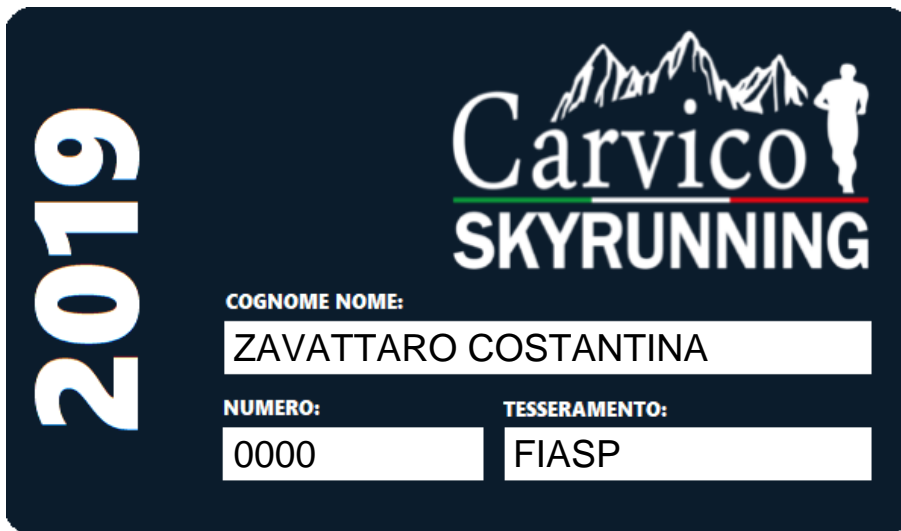 2019
Carvico
SKYRUNNING
COGNOME NOME:
ZAVATTARO COSTANTINA
NUMERO: TESSERAMENTO:
0000 FIASP